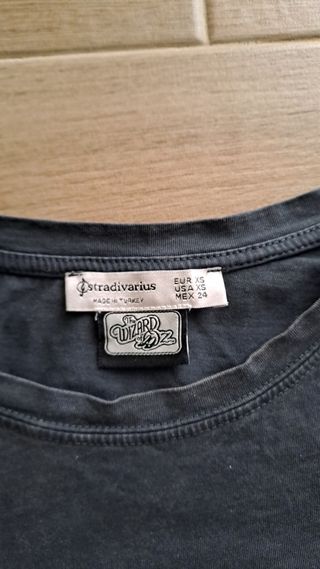 stradivarius
MADE IN TURKEY
EUR XS
USA XS
MEX 24
THE
WIZARD
OF
OZ